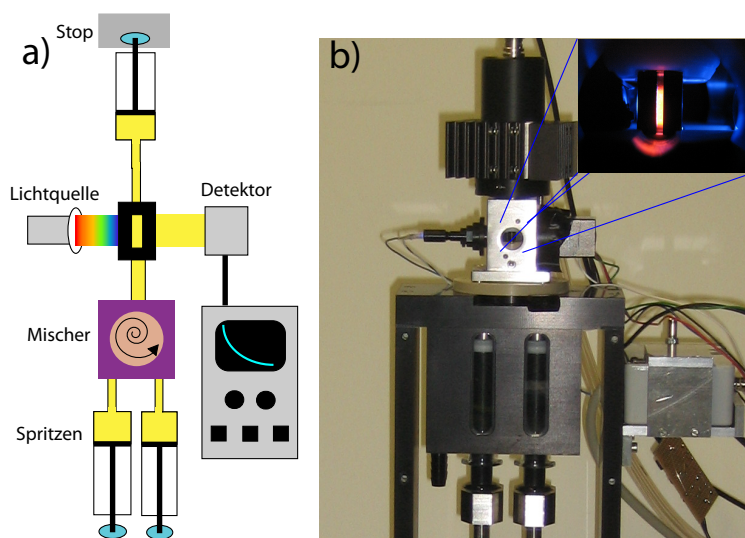 a)
Stop
Lichtquelle
Detektor
Mischer
Spritzen
b)